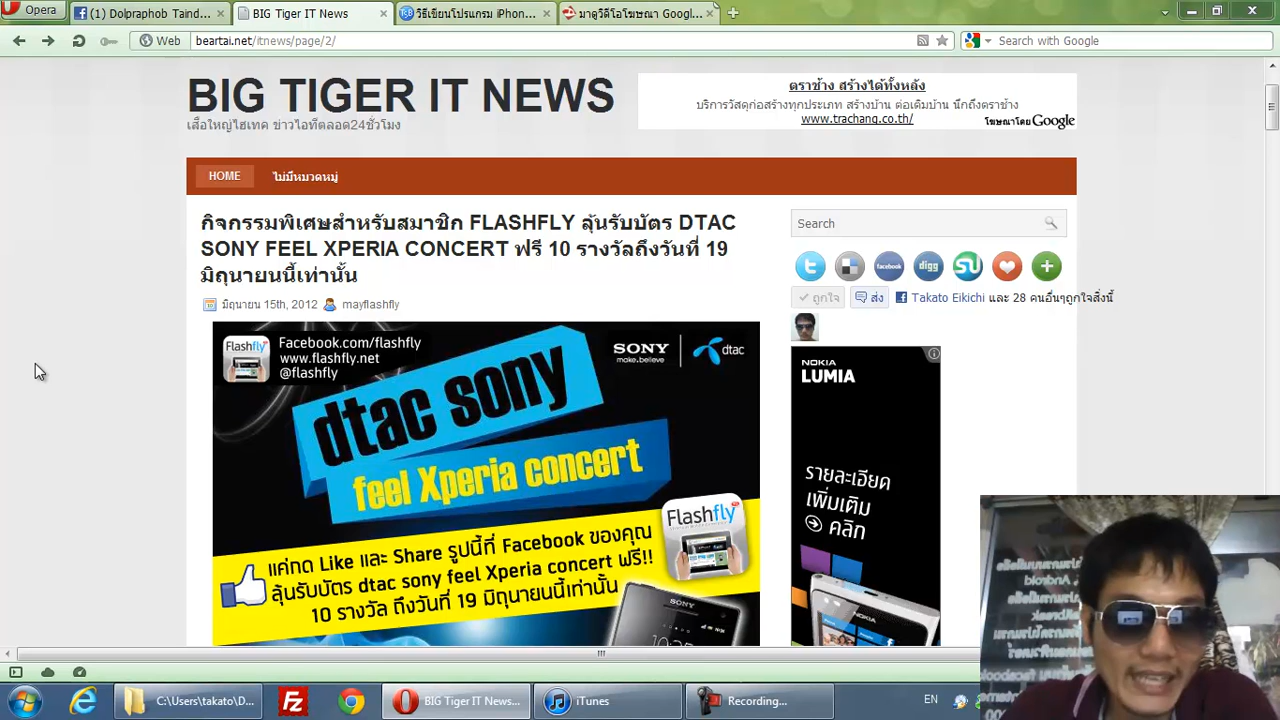 Opera
(1) Dolpraphob Taind...
BIG Tiger IT News
วิธีเขียนโปรแกรม iPhon...
มาดูวิดีโอโฆษณา Google...
Web
beartai.net/itnews/page/2/
Search with Google
BIG TIGER IT NEWS
เสือใหญ่ไฮเทค ข่าวไอทีตลอด24ชั่วโมง
ตราช้าง สร้างได้ทั้งหลัง
บริการวัสดุก่อสร้างทุกประเภท สร้างบ้าน ต่อเติมบ้าน นึกถึงตราช้าง
www.trachang.co.th/
โฆษณาโดย Google
HOME
ไม่มีหมวดหมู่
กิจกรรมพิเศษสำหรับสมาชิก FLASHFLY ลุ้นรับบัตร DTAC
SONY FEEL XPERIA CONCERT ฟรี 10 รางวัลถึงวันที่ 19
มิถุนายนนี้เท่านั้น
มิถุนายน 15th, 2012
mayflashfly
Search
facebook
digg
ถูกใจ
ส่ง
Takato Eikichi และ 28 คนอื่นๆถูกใจสิ่งนี้
Flashfly
Facebook.com/flashfly
www.flashfly.net
@flashfly
SONY
make.believe
dtac
dtac sony
feel Xperia concert
Flashfly
แค่กด Like และ Share รูปนี้ที่ Facebook ของคุณ
ลุ้นรับบัตร dtac sony feel Xperia concert ฟรี!!
10 รางวัล ถึงวันที่ 19 มิถุนายนนี้เท่านั้น
SONY
NOKIA
LUMIA
รายละเอียด
เพิ่มเติม
คลิก
NOKIA
C:\Users\takato\D...
BIG Tiger IT News...
iTunes
Recording...
EN